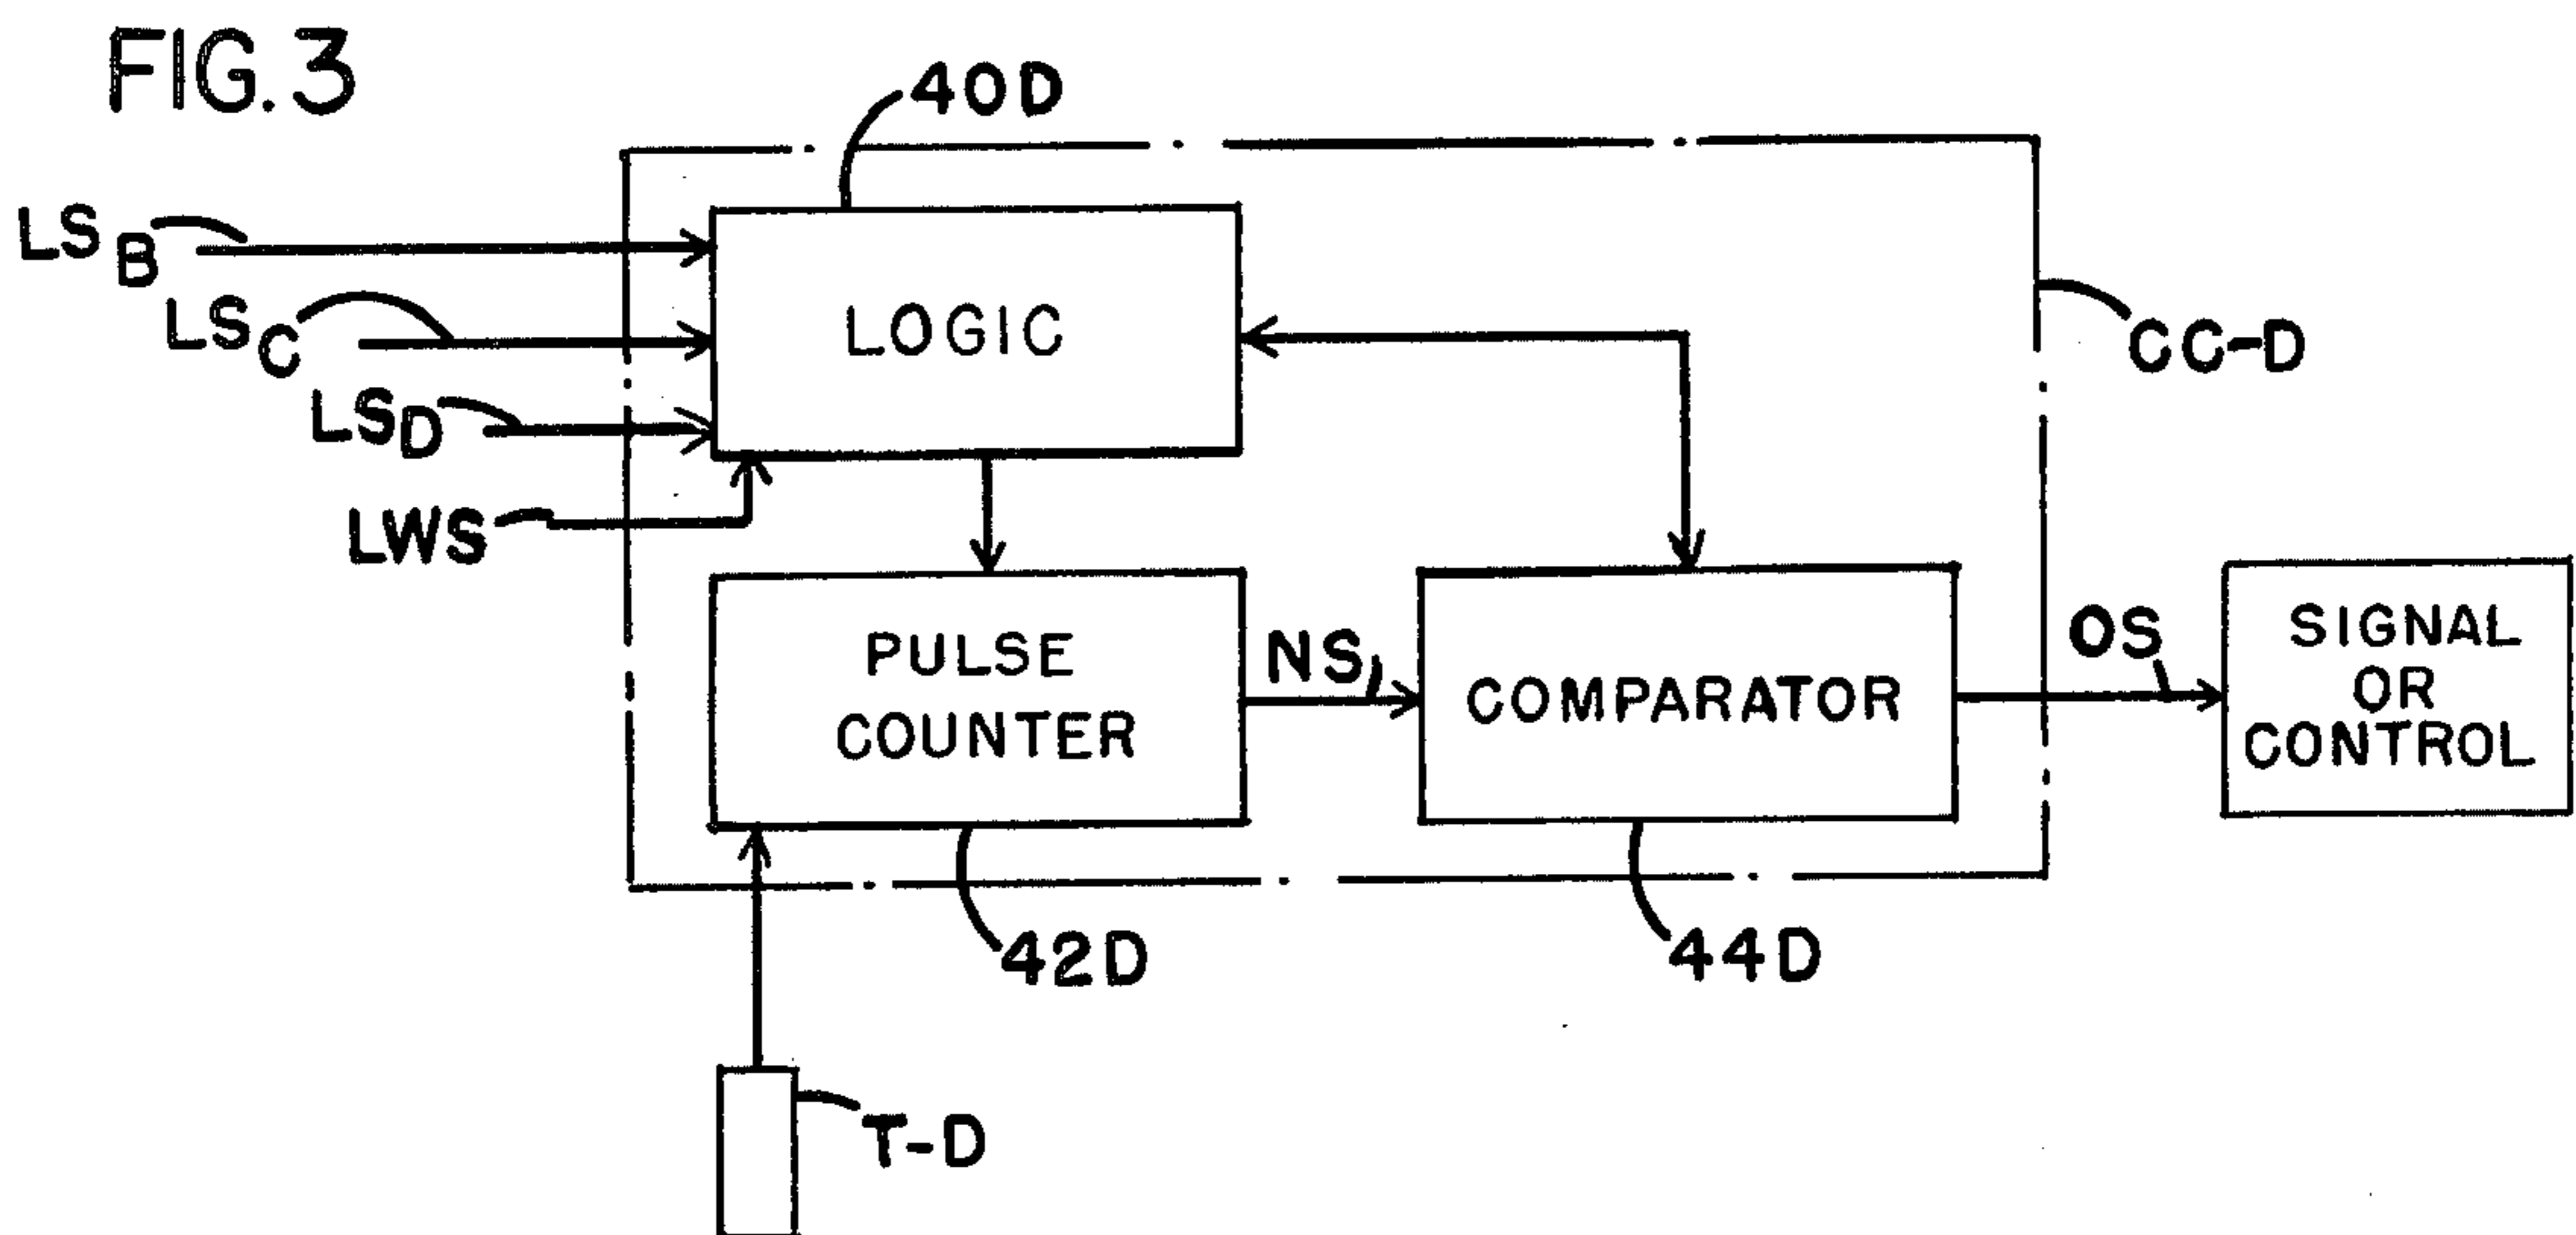 FIG. 3
40D
LSB
LSC
LSD
LWS
LOGIC
CC-D
PULSE
COUNTER
NS
COMPARATOR
OS
SIGNAL
OR
CONTROL
42D
44D
T-D